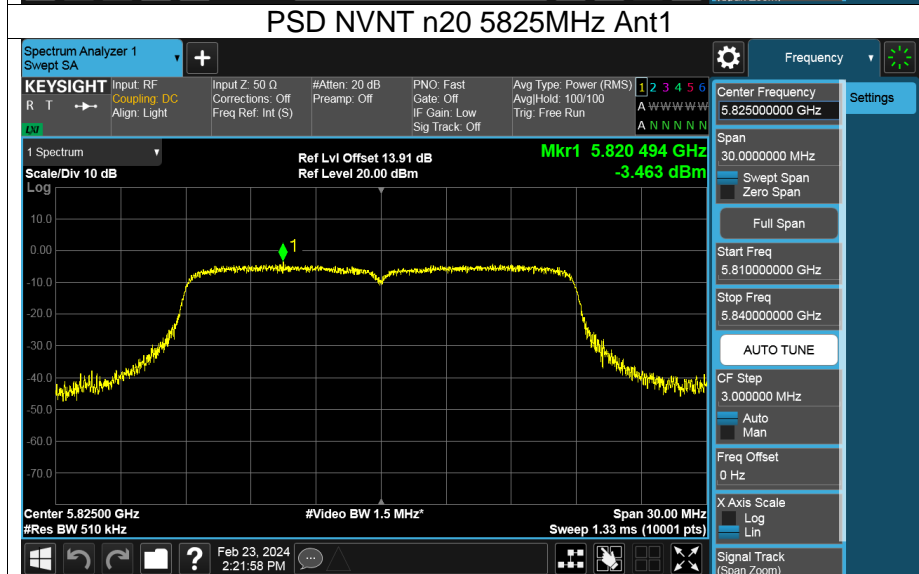 (Span Zoom)
PSD NVNT n20 5825MHz Ant1
Spectrum Analyzer 1
Swept SA
+
Frequency
KEYSIGHT
R T
LXI
Input: RF
Coupling: DC
Align: Light
Input Z: 50 Ω
Corrections: Off
Freq Ref: Int (S)
#Atten: 20 dB
Preamp: Off
PNO: Fast
Gate: Off
IF Gain: Low
Sig Track: Off
Avg Type: Power (RMS)
Avg|Hold: 100/100
Trig: Free Run
1 2 3 4 5 6
A W W W W W
A N N N N N
Center Frequency
5.825000000 GHz
Settings
Span
30.0000000 MHz
Swept Span
Zero Span
Full Span
Start Freq
5.810000000 GHz
Stop Freq
5.840000000 GHz
AUTO TUNE
CF Step
3.000000 MHz
Auto
Man
Freq Offset
0 Hz
X Axis Scale
Log
Lin
Signal Track
(Span Zoom)
1 Spectrum
Scale/Div 10 dB
Log
Ref Lvl Offset 13.91 dB
Ref Level 20.00 dBm
Mkr1 5.820 494 GHz
-3.463 dBm
10.0
0.00
-10.0
-20.0
-30.0
-40.0
-50.0
-60.0
-70.0
1
Center 5.82500 GHz
#Res BW 510 kHz
#Video BW 1.5 MHz*
Span 30.00 MHz
Sweep 1.33 ms (10001 pts)
?
Feb 23, 2024
2:21:58 PM